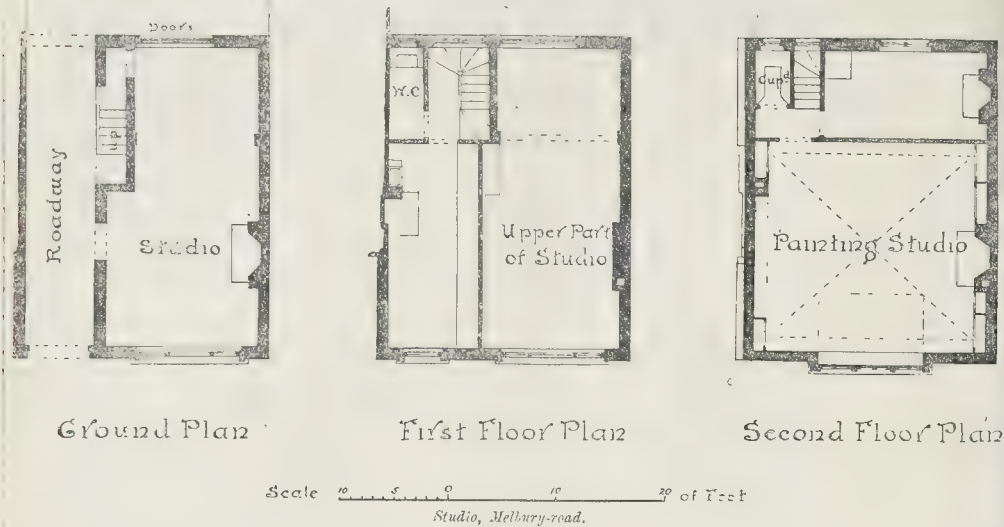 Doors
Roadway
up
Studio
Ground Plan
W.C
Upper Part
of Studio
First Floor Plan
Cupd
Painting Studio
Second Floor Plan
Scale 10 5 0 10 20 of Feet
Studio, Melbury-road.